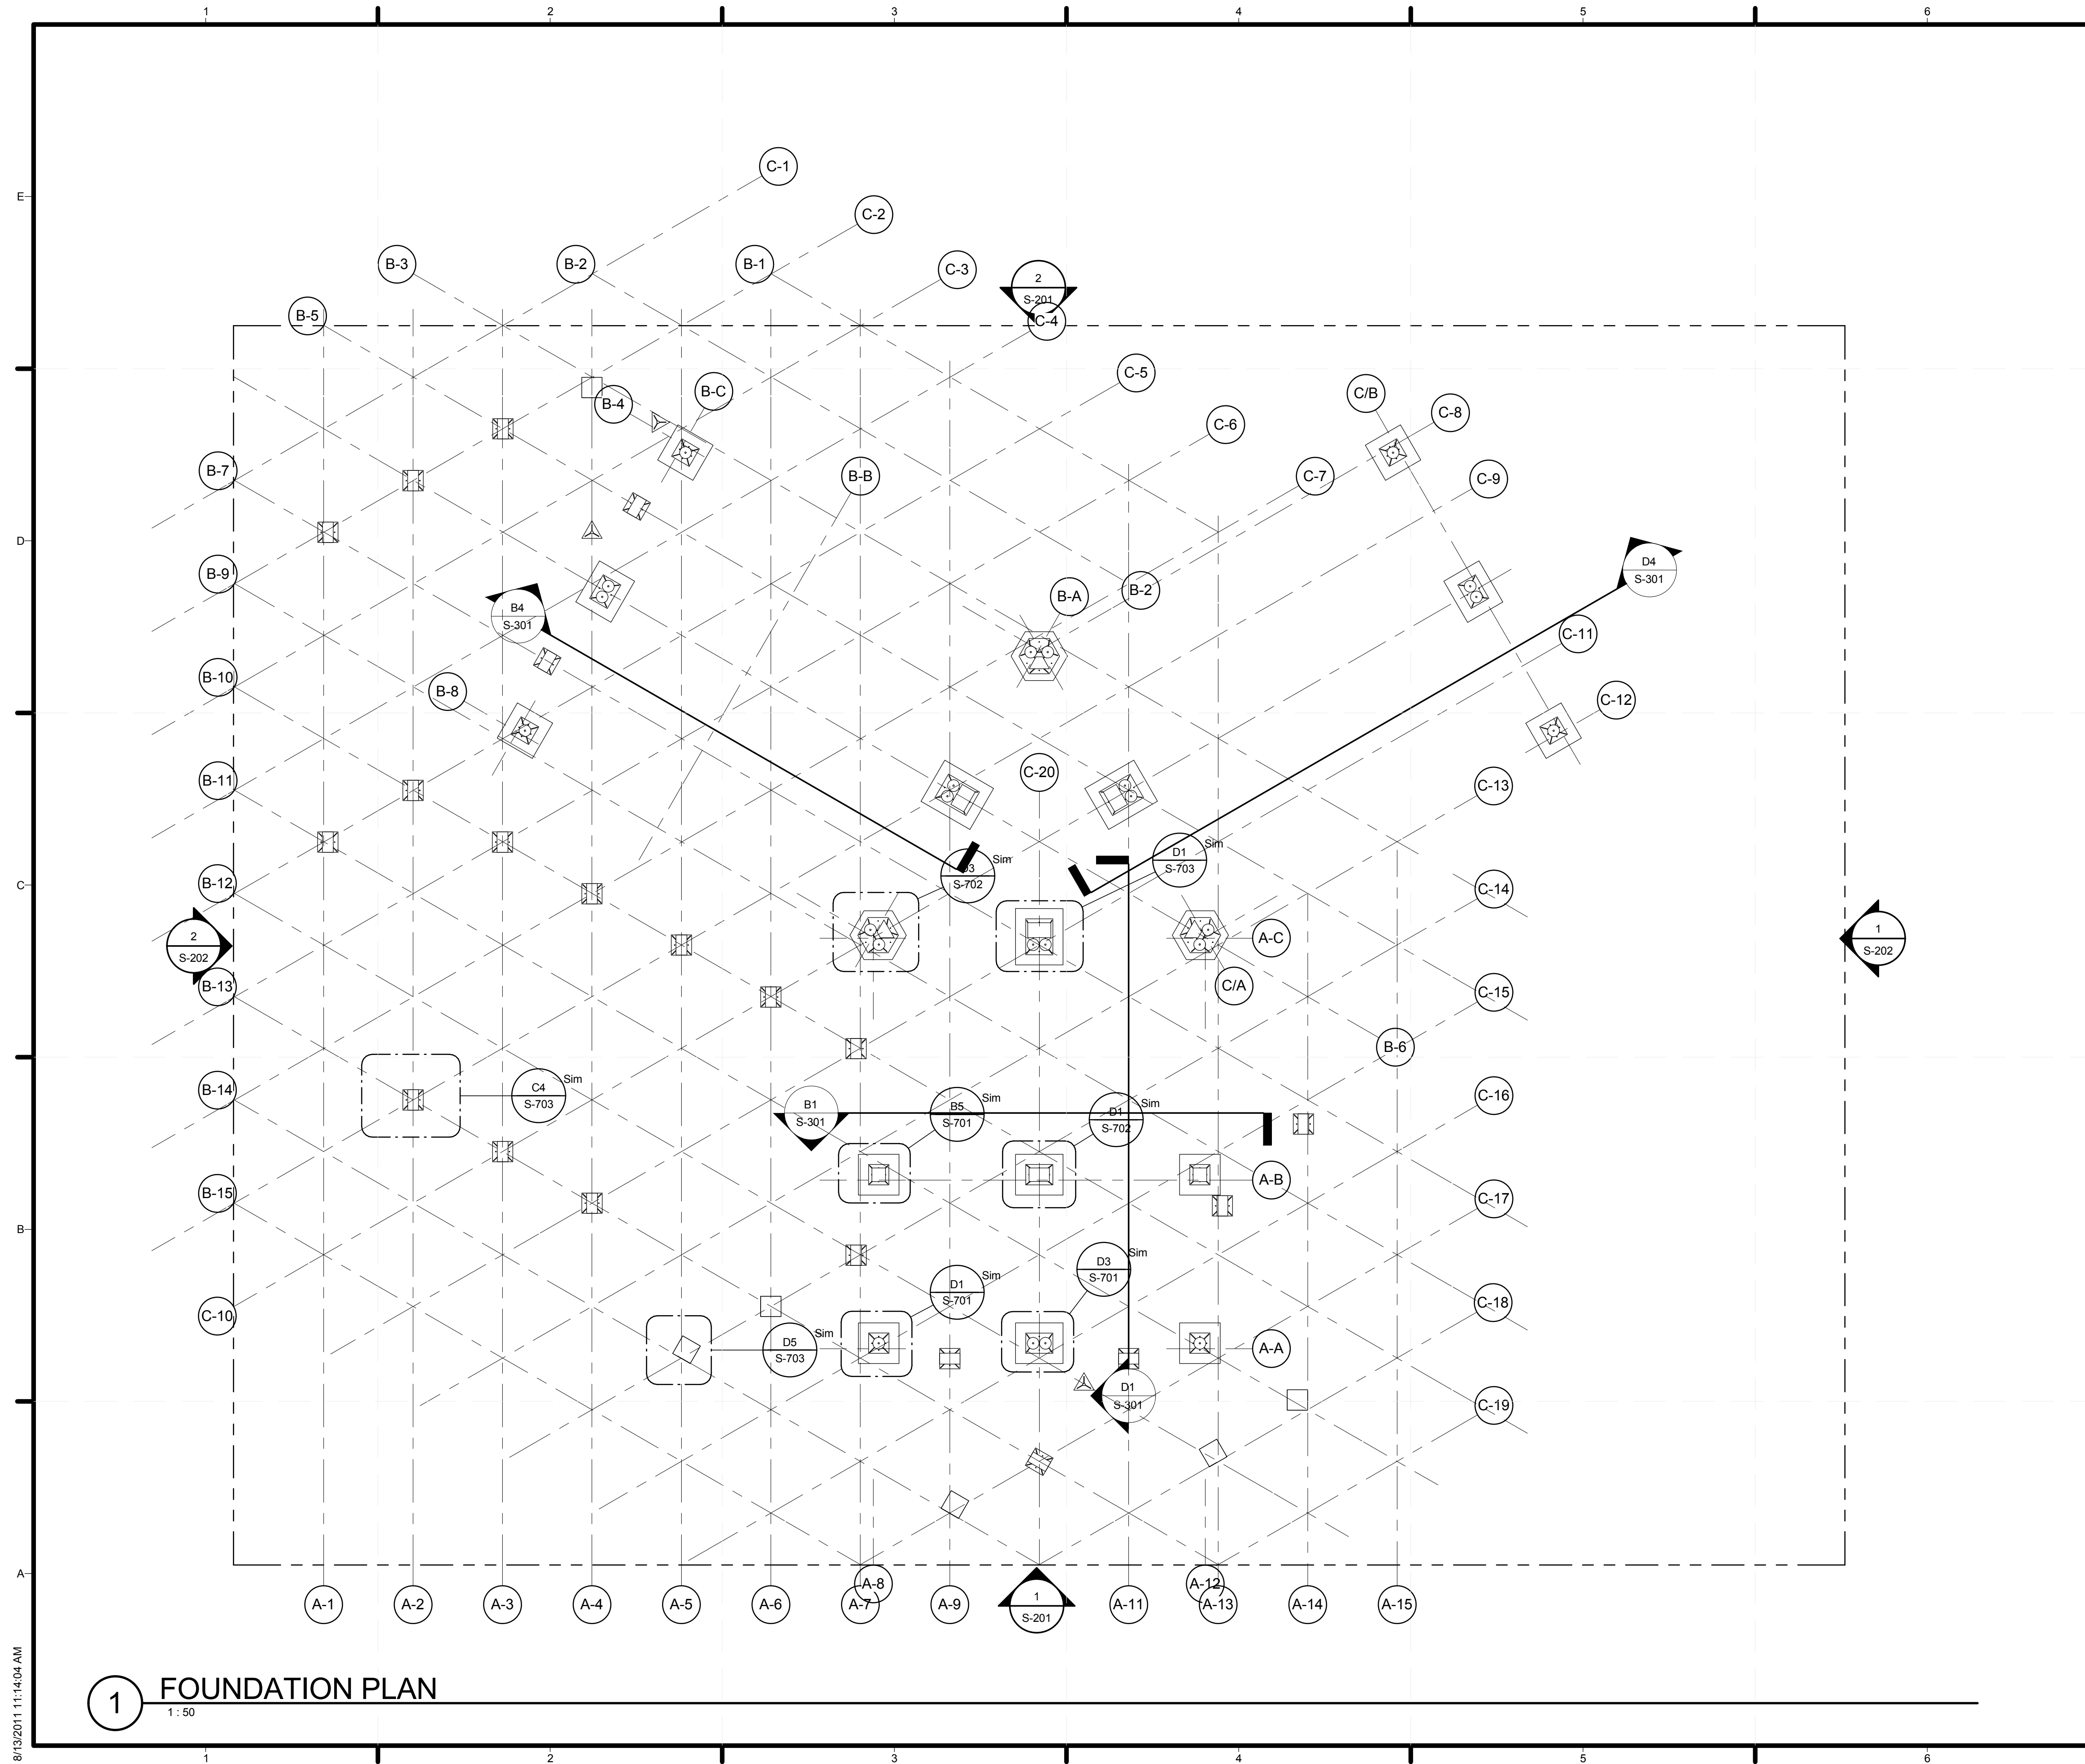 1 2 3 4 5 6
C-1
E
C-2
B-3 B-2 B-1 C-3
2
S-201
B-5 C-4
C-5
B-C C/B
B-4 C-8
C-6
B-7 B-B C-7 C-9
D
D4
S-301
B-9
B-2
B-A
B4
S-301
C-11
B-10
B-8 C-12
C-20
B-11 C-13
D1
S-703
Sim
D3
S-702
Sim
B-12 C C-14
2
S-202
A-C
1
S-202
B-13 C/A C-15
B-6
C4
S-703
Sim
B-14 C-16
B1
S-301
B5
S-701
Sim
D1
S-702
Sim
A-B
B-15 C-17
B
D3
S-701
Sim
D1
S-701
Sim
C-10 C-18
D5
S-703
Sim
A-A
D1
S-301
C-19
A
A-8 A-12
A-1 A-2 A-3 A-4 A-5 A-6 A-7 A-9
1
S-201
A-11 A-13 A-14 A-15
1 FOUNDATION PLAN
1 : 50
8/13/2011 11:14:04 AM
1 2 3 4 5 6